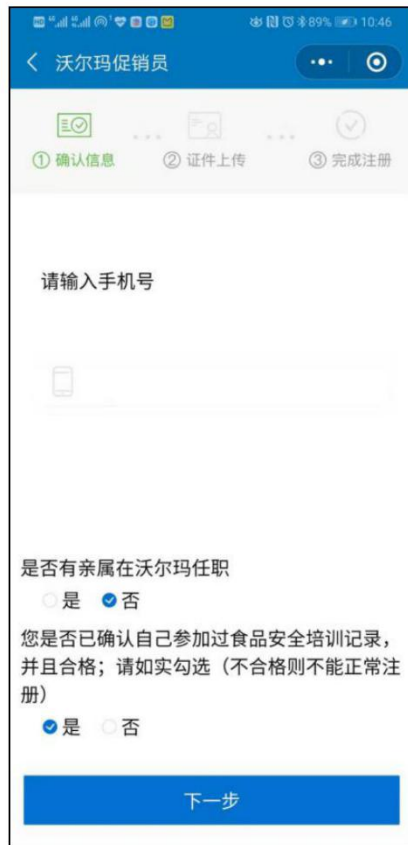 89% 10:46
沃尔玛促销员
① 确认信息 ② 证件上传 ③ 完成注册
请输入手机号
是否有亲属在沃尔玛任职
是 否
您是否已确认自己参加过食品安全培训记录，
并且合格；请如实勾选（不合格则不能正常注
册）
是 否
下一步